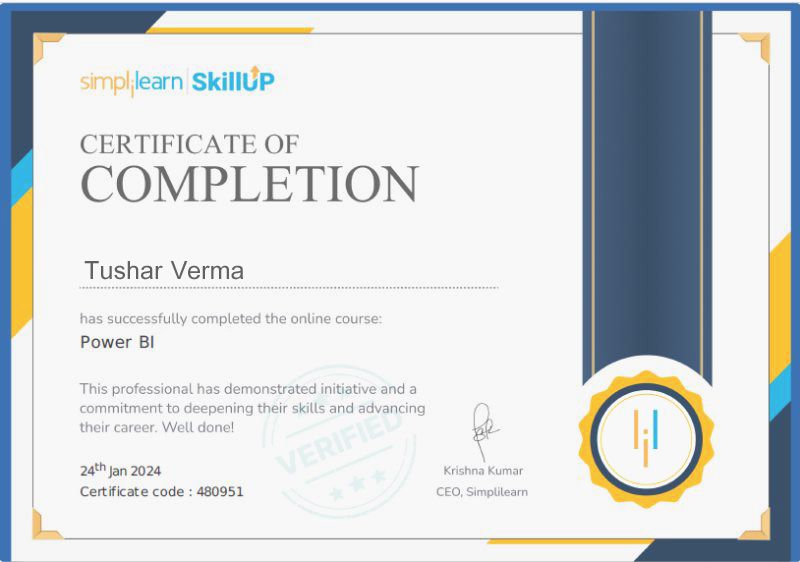 simplilearn | SkillUP
CERTIFICATE OF
COMPLETION
Tushar Verma
has successfully completed the online course:
Power BI
This professional has demonstrated initiative and a
commitment to deepening their skills and advancing
their career. Well done!
VERIFIED
24th Jan 2024
Certificate code : 480951
Krishna Kumar
CEO, Simplilearn